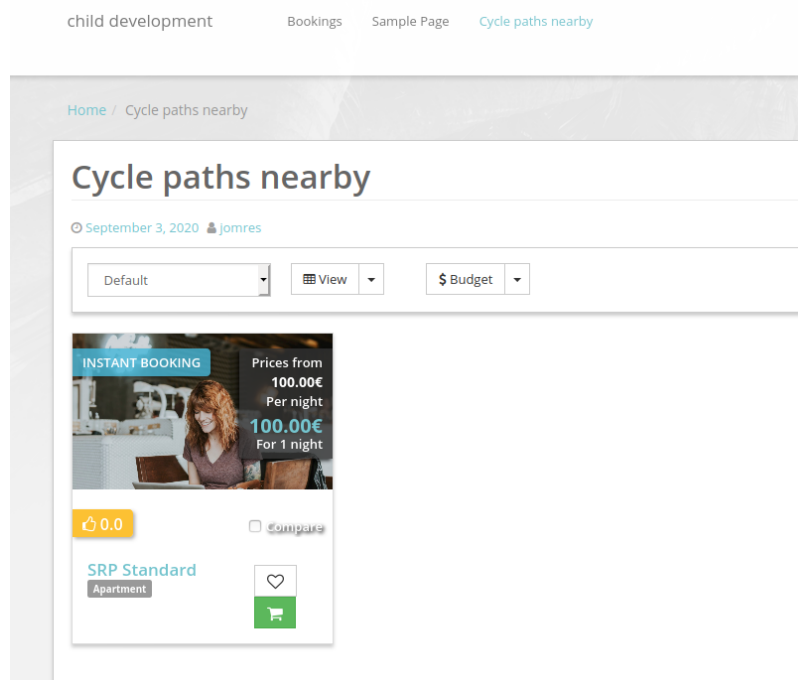 child development
Bookings Sample Page Cycle paths nearby
Home / Cycle paths nearby
Cycle paths nearby
September 3, 2020 jomres
Default View $ Budget
INSTANT BOOKING
Prices from
100.00€
Per night
100.00€
For 1 night
0.0
Compare
SRP Standard
Apartment